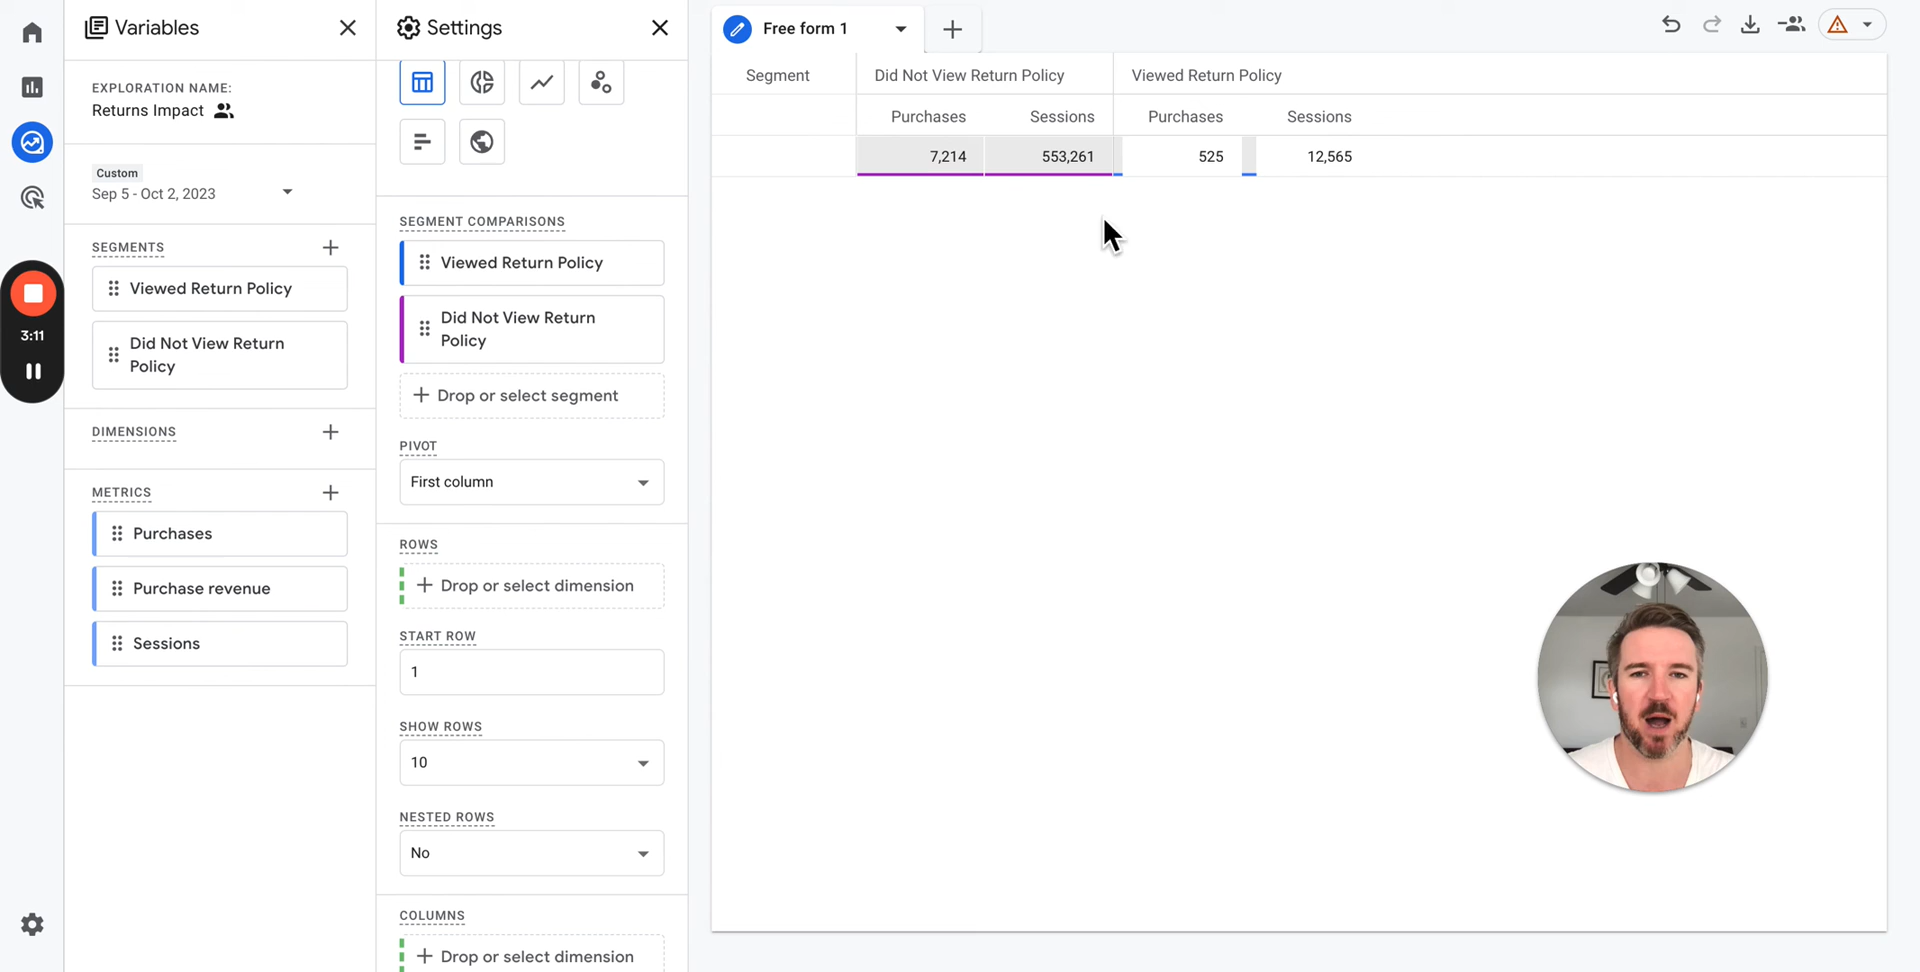 Variables
EXPLORATION NAME:
Returns Impact
Custom
Sep 5 - Oct 2, 2023
SEGMENTS
Viewed Return Policy
Did Not View Return
Policy
DIMENSIONS
METRICS
Purchases
Purchase revenue
Sessions
3:11
Settings
SEGMENT COMPARISONS
Viewed Return Policy
Did Not View Return
Policy
Drop or select segment
PIVOT
First column
ROWS
Drop or select dimension
START ROW
1
SHOW ROWS
10
NESTED ROWS
No
COLUMNS
Drop or select dimension
Free form 1
Segment Did Not View Return Policy Viewed Return Policy
Purchases Sessions Purchases Sessions
7,214 553,261 525 12,565